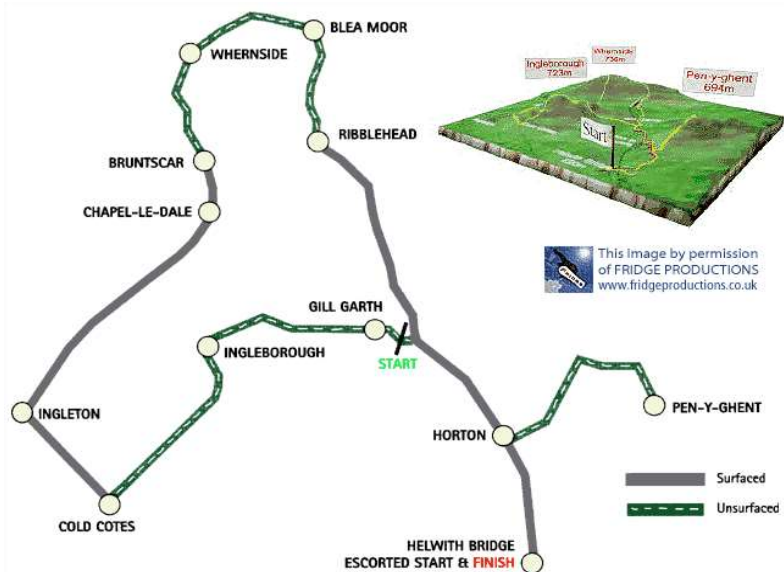 BLEA MOOR
WHERNSIDE
Whernside
736m
Ingleborough
723m
Pen-y-ghent
694m
Start
RIBBLEHEAD
BRUNTSCAR
CHAPEL-LE-DALE
This image by permission
of FRIDGE PRODUCTIONS
www.fridgeproductions.co.uk
GILL GARTH
START
INGLEBOROUGH
PEN-Y-GHENT
INGLETON
HORTON
Surfaced
Unsurfaced
COLD COTES
HELWITH BRIDGE
ESCORTED START & FINISH